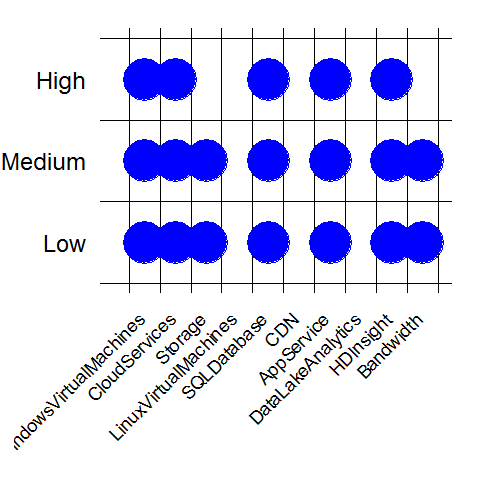 High
Medium
Low
ndowsVirtualMachines
CloudServices
Storage
LinuxVirtualMachines
SQLDatabase
CDN
AppService
DataLakeAnalytics
HDInsight
Bandwidth